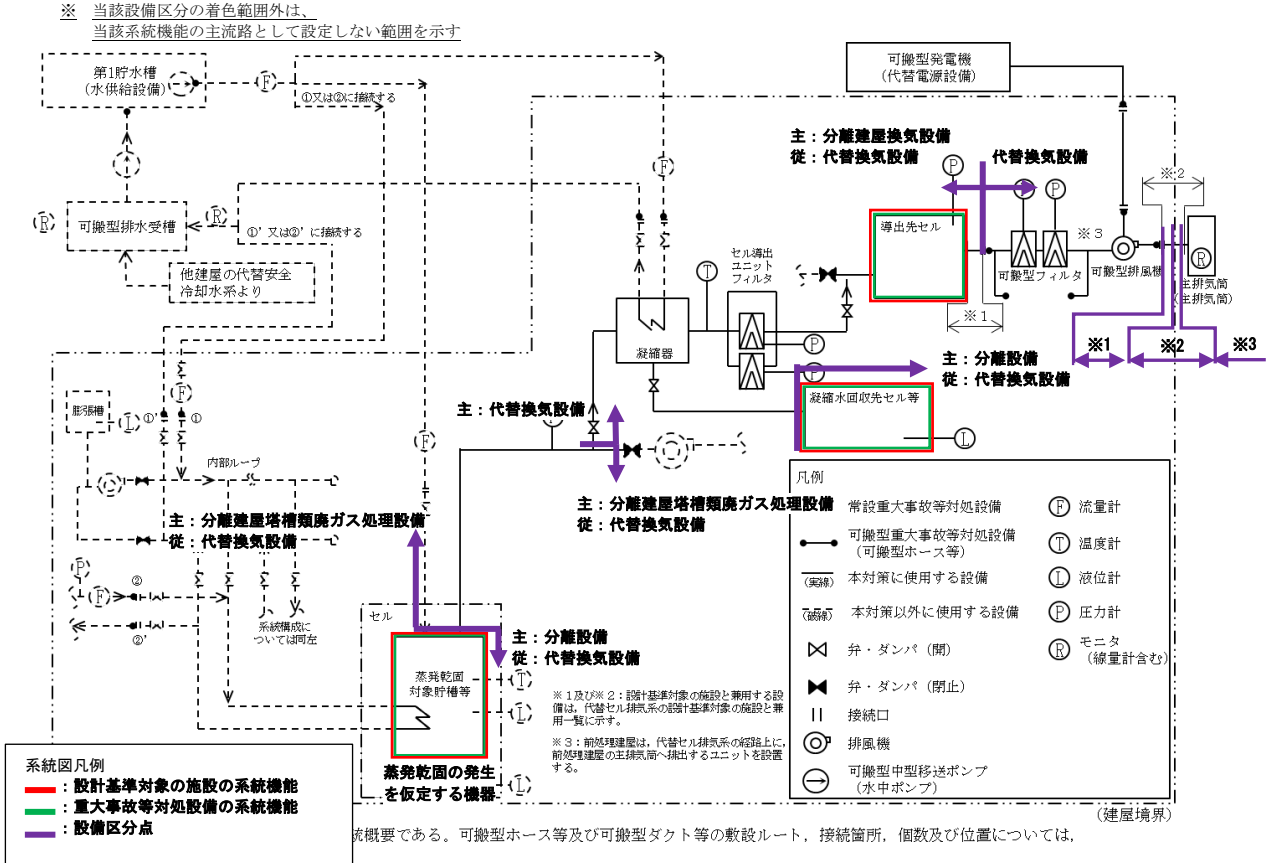 ※ 当該設備区分の着色範囲外は、
当該系統機能の主流路として設定しない範囲を示す
第1貯水槽
(水供給設備)
F
①又は②に接続する
F
可搬型発電機
(代替電源設備)
主：分離建屋換気設備
従：代替換気設備
代替換気設備
P
P
P
※２
R
可搬型排水受槽
R
①’又は②’に接続する
他建屋の代替安全
冷却水系より
導出先セル
※３
可搬型フィルタ
可搬型排風機
R
主排気筒
(主排気筒)
セル導出
ユニット
フィルタ
T
凝縮器
P
P
※１
※1
※2
※3
主：分離設備
従：代替換気設備
凝縮水回収先セル等
L
膨張槽
L
①’
F
①
主：代替換気設備
F
内部ループ
主：分離建屋塔槽類廃ガス処理設備
従：代替換気設備
主：分離建屋塔槽類廃ガス処理設備
従：代替換気設備
P
F
②
②’
系統構成に
ついては同左
セル
蒸発乾固
対象貯槽等
主：分離設備
従：代替換気設備
T
L
L
蒸発乾固の発生
を仮定する機器
※１及び※２：設計基準対象の施設と兼用する設
備は，代替セル排気系の設計基準対象の施設と兼
用一覧に示す。
※３：前処理建屋は，代替セル排気系の経路上に，
前処理建屋の主排気筒へ排出するユニットを設置
する。
凡例
常設重大事故等対処設備
可搬型重大事故等対処設備
(可搬型ホース等)
(実線)
本対策に使用する設備
(破線)
本対策以外に使用する設備
弁・ダンパ（開）
弁・ダンパ（閉止）
接続口
排風機
可搬型中型移送ポンプ
(水中ポンプ)
F 流量計
T 温度計
L 液位計
P 圧力計
R モニタ
(線量計含む)
(建屋境界)
系統図凡例
：設計基準対象の施設の系統機能
：重大事故等対処設備の系統機能
：設備区分点
統概要である。可搬型ホース等及び可搬型ダクト等の敷設ルート，接続箇所，個数及び位置については，